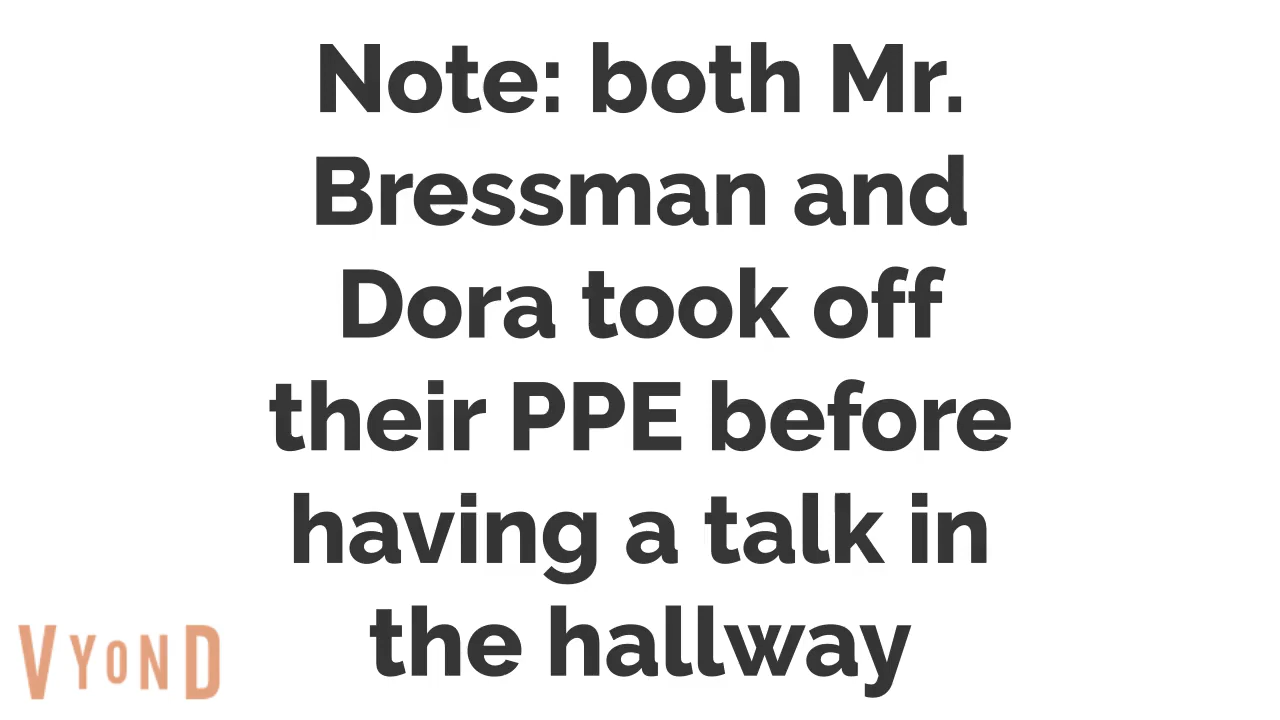 Note: both Mr.
Bressman and
Dora took off
their PPE before
having a talk in
the hallway
VYOND